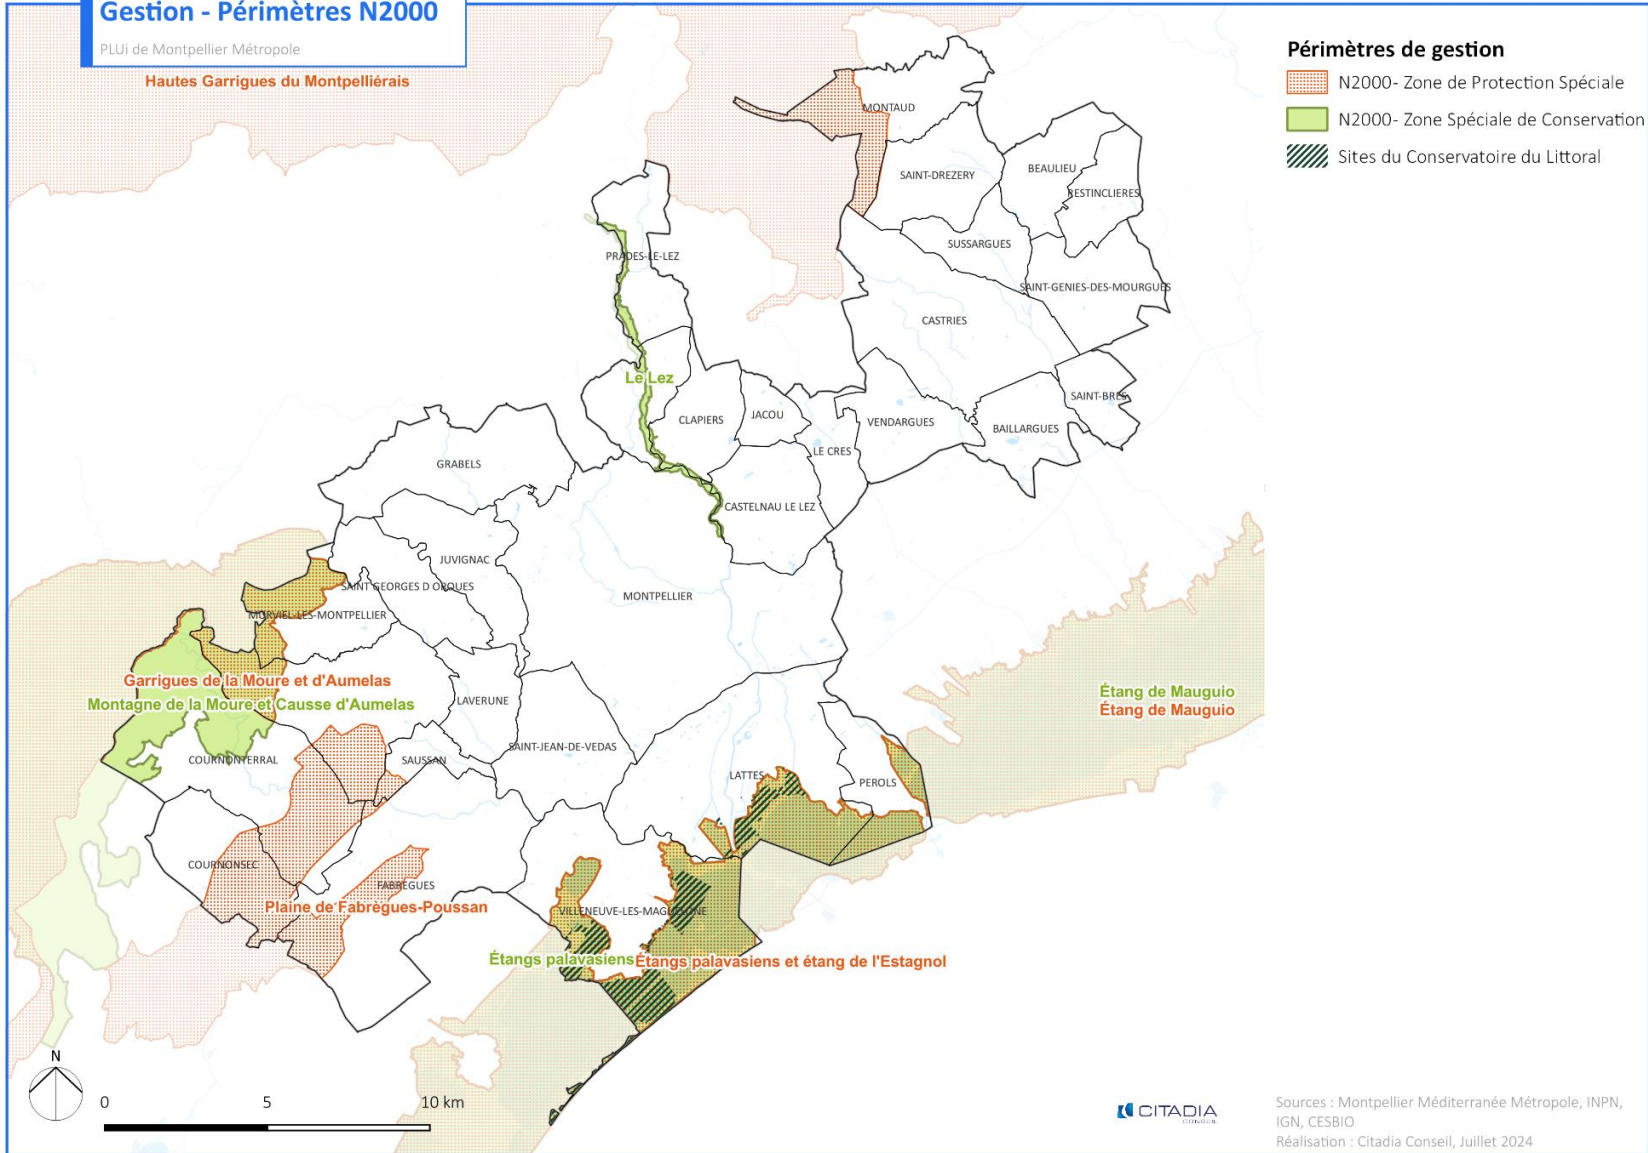 Gestion - Périmètres N2000
PLUi de Montpellier Métropole
Hautes Garrigues du Montpelliérais
Périmètres de gestion
N2000- Zone de Protection Spéciale
N2000- Zone Spéciale de Conservation
Sites du Conservatoire du Littoral
MONTAUD
SAINT-DREZERY
BEAULIEU
RESTINCLIERES
SUSSARGUES
PRADES-LE-LEZ
SAINT-GENIES-DES-MOURGUES
CASTRIES
Le Lez
SAINT-BRES
CLAPIERS
JACOU
VENDARGUES
BAILLARGUES
LE CRES
GRABELS
CASTELNAU LE LEZ
JUVIGNAC
SAINT GEORGES D ORQUES
MONTPELLIER
MURVIEL-LES-MONTPELLIER
Garrigues de la Moure et d'Aumelas
Montagne de la Moure et Causse d'Aumelas
LAVERUNE
Étang de Mauguio
Étang de Mauguio
SAINT-JEAN-DE-VEDAS
COURNONTERRAL
SAUSSAN
LATTES
PEROLS
COURNONSEC
FABREGUES
Plaine de Fabrègues-Poussan
VILLENEUVE-LES-MAGUELONE
Étangs palavasiens
Étangs palavasiens et étang de l'Estagnol
N
0
5
10 km
CITADIA
CONSEIL
Sources : Montpellier Méditerranée Métropole, INPN,
IGN, CESBIO
Réalisation : Citadia Conseil, Juillet 2024